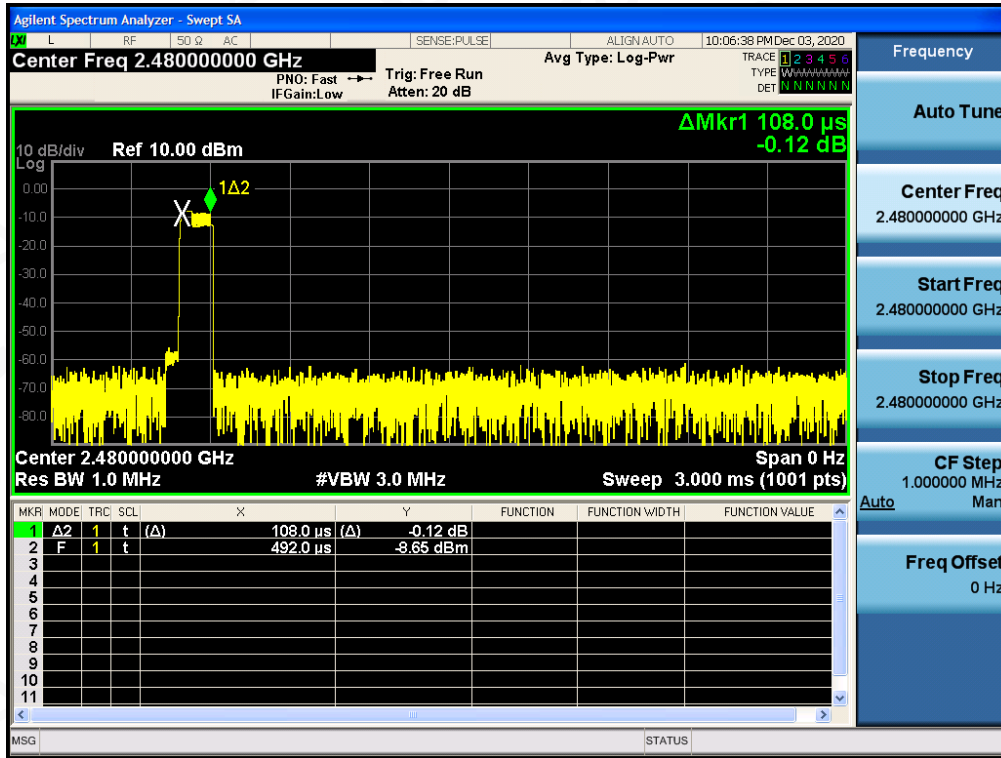 Agilent Spectrum Analyzer - Swept SA
LXI L RF 50 Ω AC SENSE:PULSE ALIGN AUTO 10:06:38 PM Dec 03, 2020
Center Freq 2.480000000 GHz
PNO: Fast
IFGain:Low
Trig: Free Run
Atten: 20 dB
Avg Type: Log-Pwr
TRACE 1 2 3 4 5 6
TYPE W
DET N N N N N N
ΔMkr1 108.0 µs
-0.12 dB
10 dB/div Ref 10.00 dBm
Log
0.00
-10.0
-20.0
-30.0
-40.0
-50.0
-60.0
-70.0
-80.0
1Δ2
X
Center 2.480000000 GHz Span 0 Hz
Res BW 1.0 MHz #VBW 3.0 MHz Sweep 3.000 ms (1001 pts)
MKR MODE TRC SCL X Y FUNCTION FUNCTION WIDTH FUNCTION VALUE
1 Δ2 1 t (Δ) 108.0 µs (Δ) -0.12 dB
2 F 1 t 492.0 µs -8.65 dBm
3
4
5
6
7
8
9
10
11
MSG STATUS
Frequency
Auto Tune
Center Freq
2.480000000 GHz
Start Freq
2.480000000 GHz
Stop Freq
2.480000000 GHz
CF Step
1.000000 MHz
Auto Man
Freq Offset
0 Hz